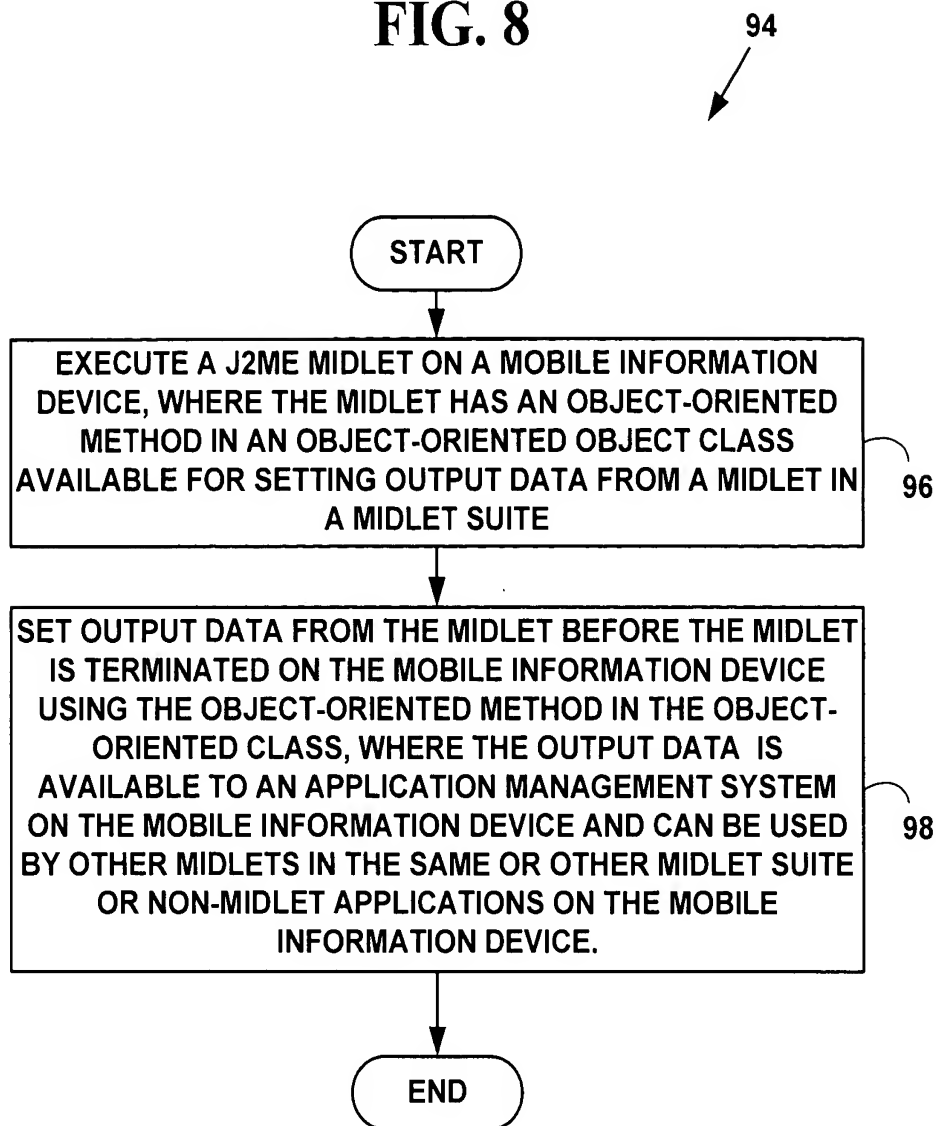 FIG. 8
94
START
EXECUTE A J2ME MIDLET ON A MOBILE INFORMATION
DEVICE, WHERE THE MIDLET HAS AN OBJECT-ORIENTED
METHOD IN AN OBJECT-ORIENTED OBJECT CLASS
AVAILABLE FOR SETTING OUTPUT DATA FROM A MIDLET IN
A MIDLET SUITE
96
SET OUTPUT DATA FROM THE MIDLET BEFORE THE MIDLET
IS TERMINATED ON THE MOBILE INFORMATION DEVICE
USING THE OBJECT-ORIENTED METHOD IN THE OBJECT-
ORIENTED CLASS, WHERE THE OUTPUT DATA IS
AVAILABLE TO AN APPLICATION MANAGEMENT SYSTEM
ON THE MOBILE INFORMATION DEVICE AND CAN BE USED
BY OTHER MIDLETS IN THE SAME OR OTHER MIDLET SUITE
OR NON-MIDLET APPLICATIONS ON THE MOBILE
INFORMATION DEVICE.
98
END